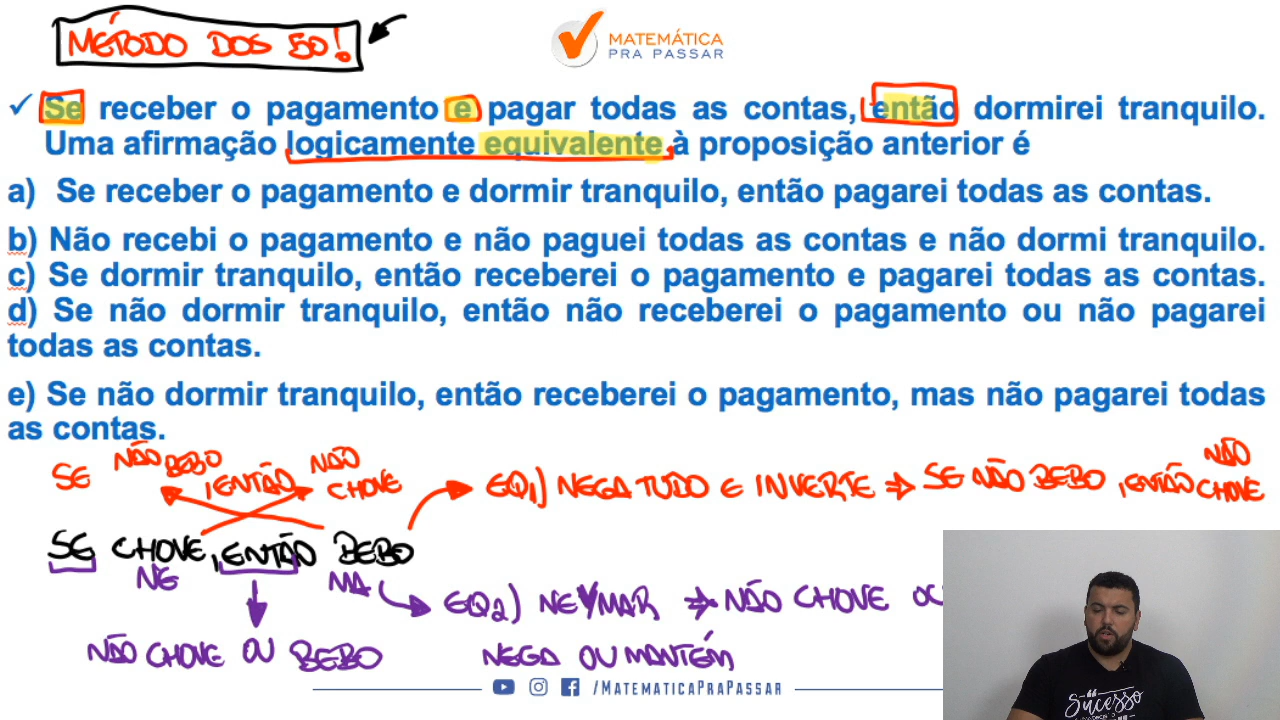 MÉTODO DOS 50!
MATEMÁTICA
PRA PASSAR
✓ Se receber o pagamento e pagar todas as contas, então dormirei tranquilo.
Uma afirmação logicamente equivalente à proposição anterior é
a) Se receber o pagamento e dormir tranquilo, então pagarei todas as contas.
b) Não recebi o pagamento e não paguei todas as contas e não dormi tranquilo.
c) Se dormir tranquilo, então receberei o pagamento e pagarei todas as contas.
d) Se não dormir tranquilo, então não receberei o pagamento ou não pagarei
todas as contas.
e) Se não dormir tranquilo, então receberei o pagamento, mas não pagarei todas
as contas.
SE NÃO BEBO, ENTÃO NÃO CHOVE
EQ1) NEGA TUDO E INVERTE ⇒ SE NÃO BEBO, ENTÃO NÃO CHOVE
SE CHOVE, ENTÃO BEBO
NE MA
EQ2) NEYMAR ⇒ NÃO CHOVE OU
NÃO CHOVE OU BEBO
NEGA OU MANTÉM
/MATEMATICAPRAPASSAR
Sucesso